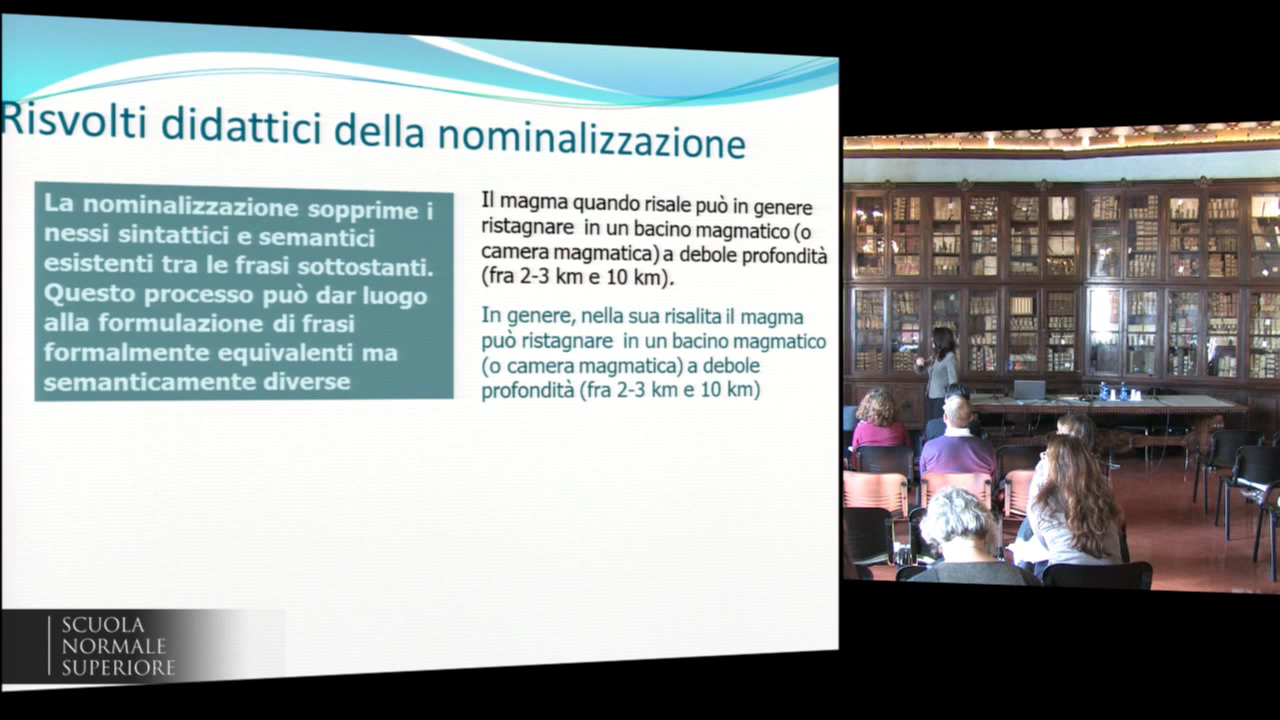 Risvolti didattici della nominalizzazione
La nominalizzazione sopprime i
nessi sintattici e semantici
esistenti tra le frasi sottostanti.
Questo processo può dar luogo
alla formulazione di frasi
formalmente equivalenti ma
semanticamente diverse
Il magma quando risale può in genere
ristagnare in un bacino magmatico (o
camera magmatica) a debole profondità
(fra 2-3 km e 10 km).
In genere, nella sua risalita il magma
può ristagnare in un bacino magmatico
(o camera magmatica) a debole
profondità (fra 2-3 km e 10 km)
SCUOLA
NORMALE
SUPERIORE